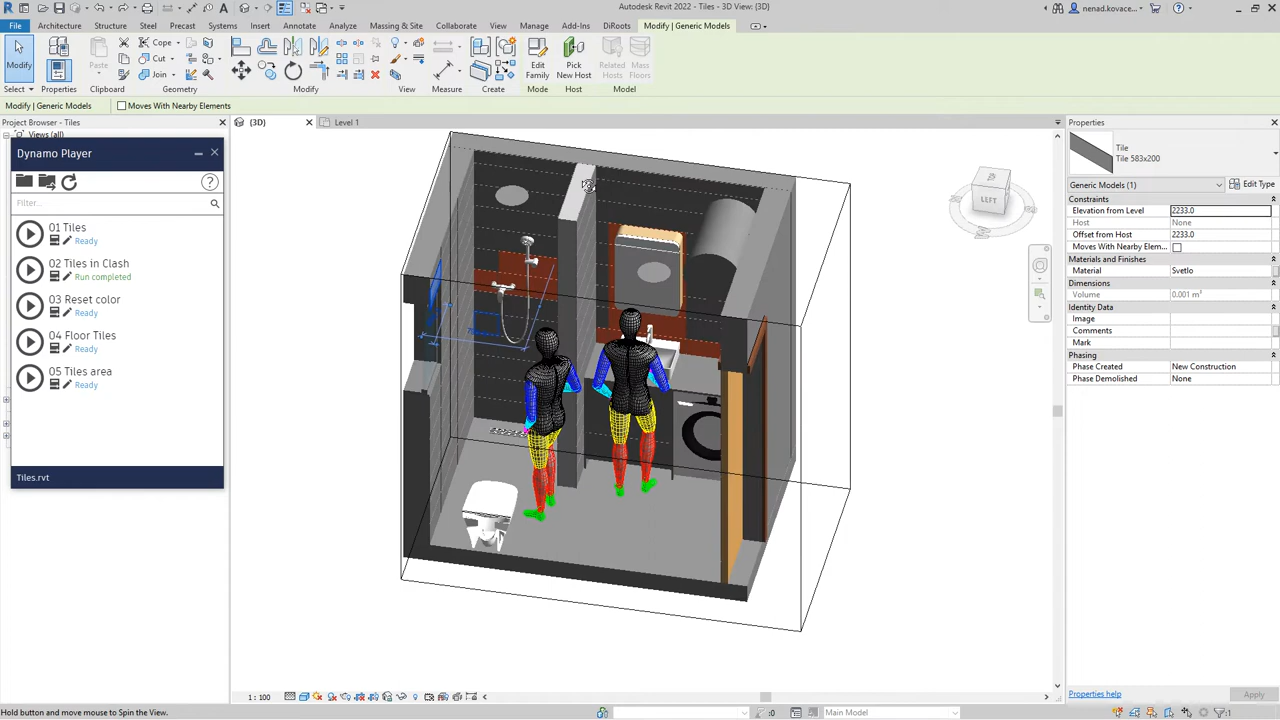 Autodesk Revit 2022 - Tiles - 3D View: {3D}
nenad.kovace...
File Architecture Structure Steel Precast Systems Insert Annotate Analyze Massing & Site Collaborate View Manage Add-Ins DiRoots Modify | Generic Models
Modify
Properties
Paste
Cope
Cut
Join
Edit
Family
Pick
New Host
Related
Hosts
Mass
Floors
Select Properties Clipboard Geometry Modify View Measure Create Mode Host Model
Modify | Generic Models Moves With Nearby Elements
Project Browser - Tiles
Views (all)
Dynamo Player
Filter...
01 Tiles
Ready
02 Tiles in Clash
Run completed
03 Reset color
Ready
04 Floor Tiles
Ready
05 Tiles area
Ready
Tiles.rvt
{3D}
Level 1
LEFT
Properties
Tile
Tile 583x200
Generic Models (1) Edit Type
Constraints
Elevation from Level 2233.0
Host None
Offset from Host 2233.0
Moves With Nearby Elem...
Materials and Finishes
Material Svetlo
Dimensions
Volume 0.001 m³
Identity Data
Image
Comments
Mark
Phasing
Phase Created New Construction
Phase Demolished None
Properties help Apply
1 : 100
Hold button and move mouse to Spin the View.
:0
Main Model
:1